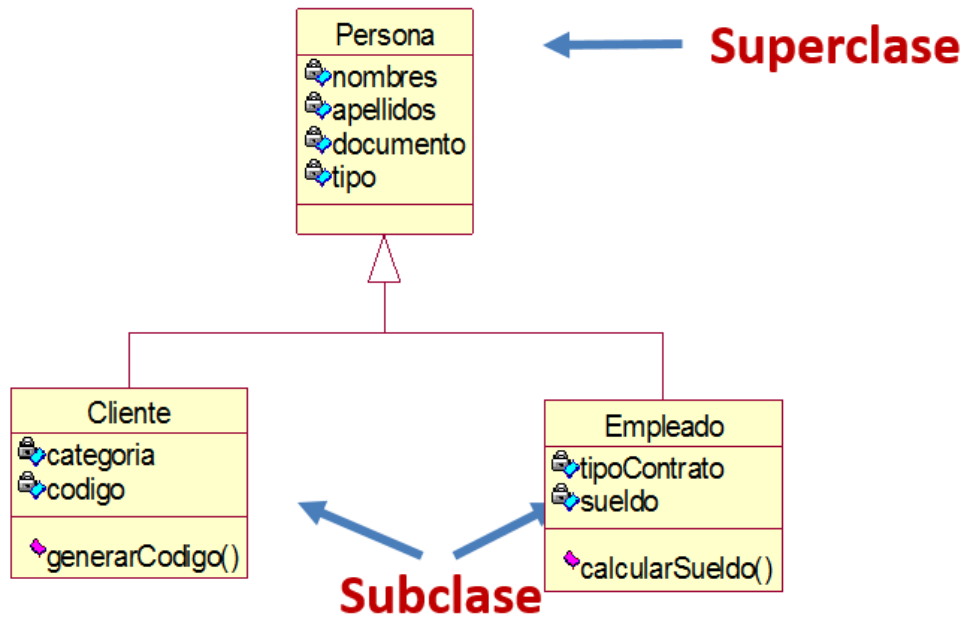 Persona
Superclase
nombres
apellidos
documento
tipo
Cliente
categoria
codigo
generarCodigo()
Empleado
tipoContrato
sueldo
calcularSueldo()
Subclase